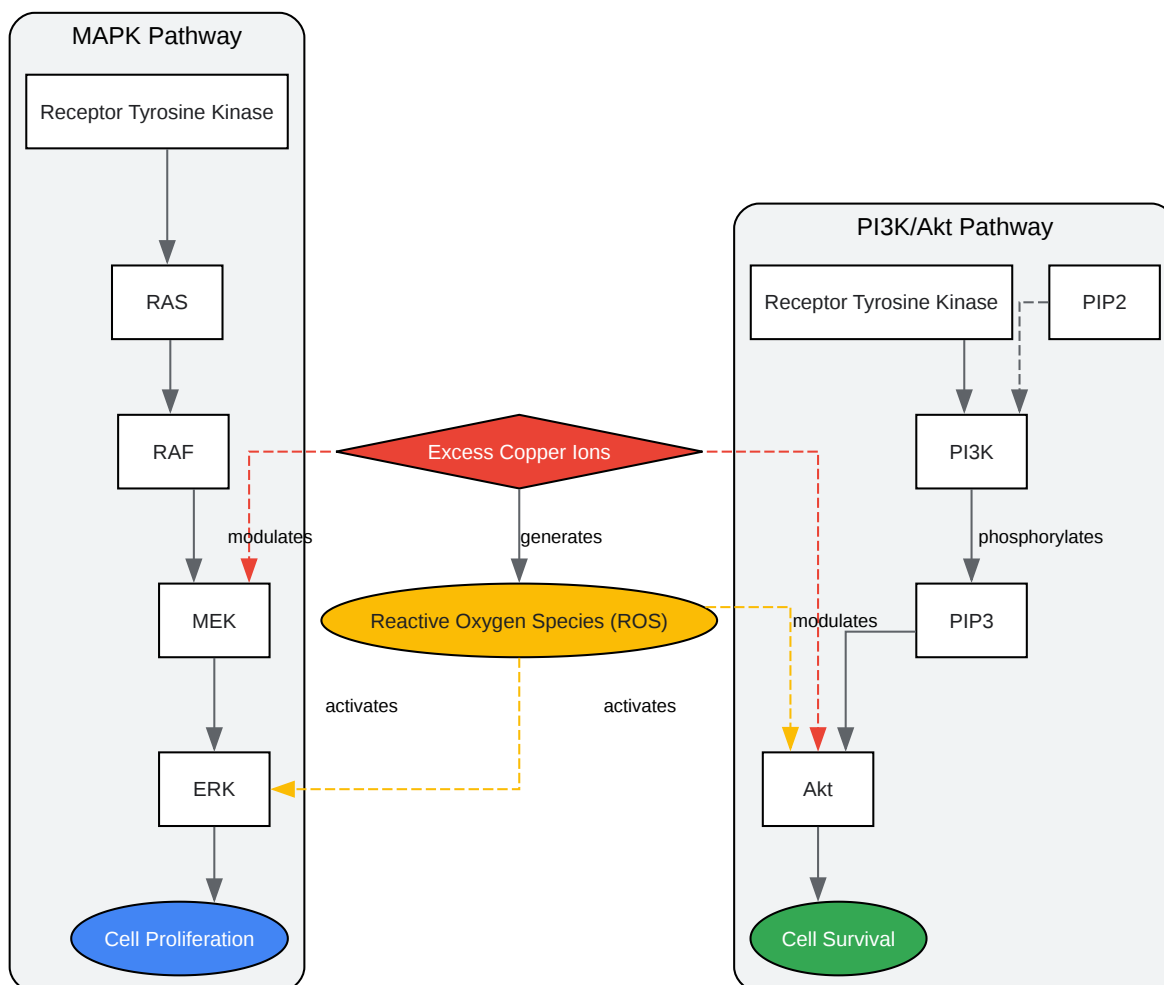 MAPK Pathway
Receptor Tyrosine Kinase
RAS
RAF
MEK
ERK
Cell Proliferation
Excess Copper Ions
modulates
generates
Reactive Oxygen Species (ROS)
modulates
activates
activates
PI3K/Akt Pathway
Receptor Tyrosine Kinase
PIP2
PI3K
phosphorylates
PIP3
Akt
Cell Survival